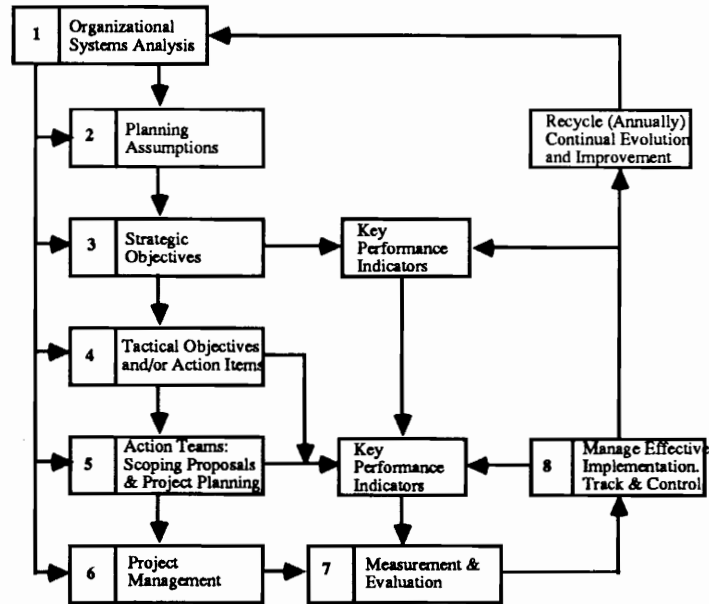 1
Organizational
Systems Analysis
2
Planning
Assumptions
Recycle (Annually)
Continual Evolution
and Improvement
3
Strategic
Objectives
Key
Performance
Indicators
4
Tactical Objectives
and/or Action Items
5
Action Teams:
Scoping Proposals
& Project Planning
Key
Performance
Indicators
8
Manage Effective
Implementation.
Track & Control
6
Project
Management
7
Measurement &
Evaluation